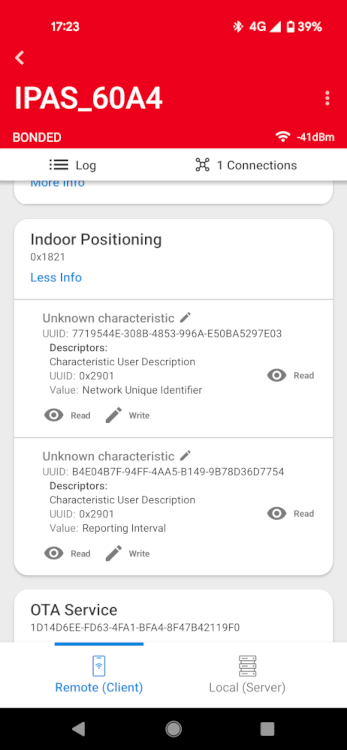 17:23
4G 39%
IPAS_60A4
BONDED
-41dBm
Log
1 Connections
More Info
Indoor Positioning
0x1821
Less Info
Unknown characteristic
UUID: 7719544E-308B-4853-996A-E50BA5297E03
Descriptors:
Characteristic User Description
UUID: 0x2901
Read
Value: Network Unique Identifier
Read
Write
Unknown characteristic
UUID: B4E04B7F-94FF-4AA5-B149-9B78D36D7754
Descriptors:
Characteristic User Description
UUID: 0x2901
Read
Value: Reporting Interval
Read
Write
OTA Service
1D14D6EE-FD63-4FA1-BFA4-8F47B42119F0
Remote (Client)
Local (Server)